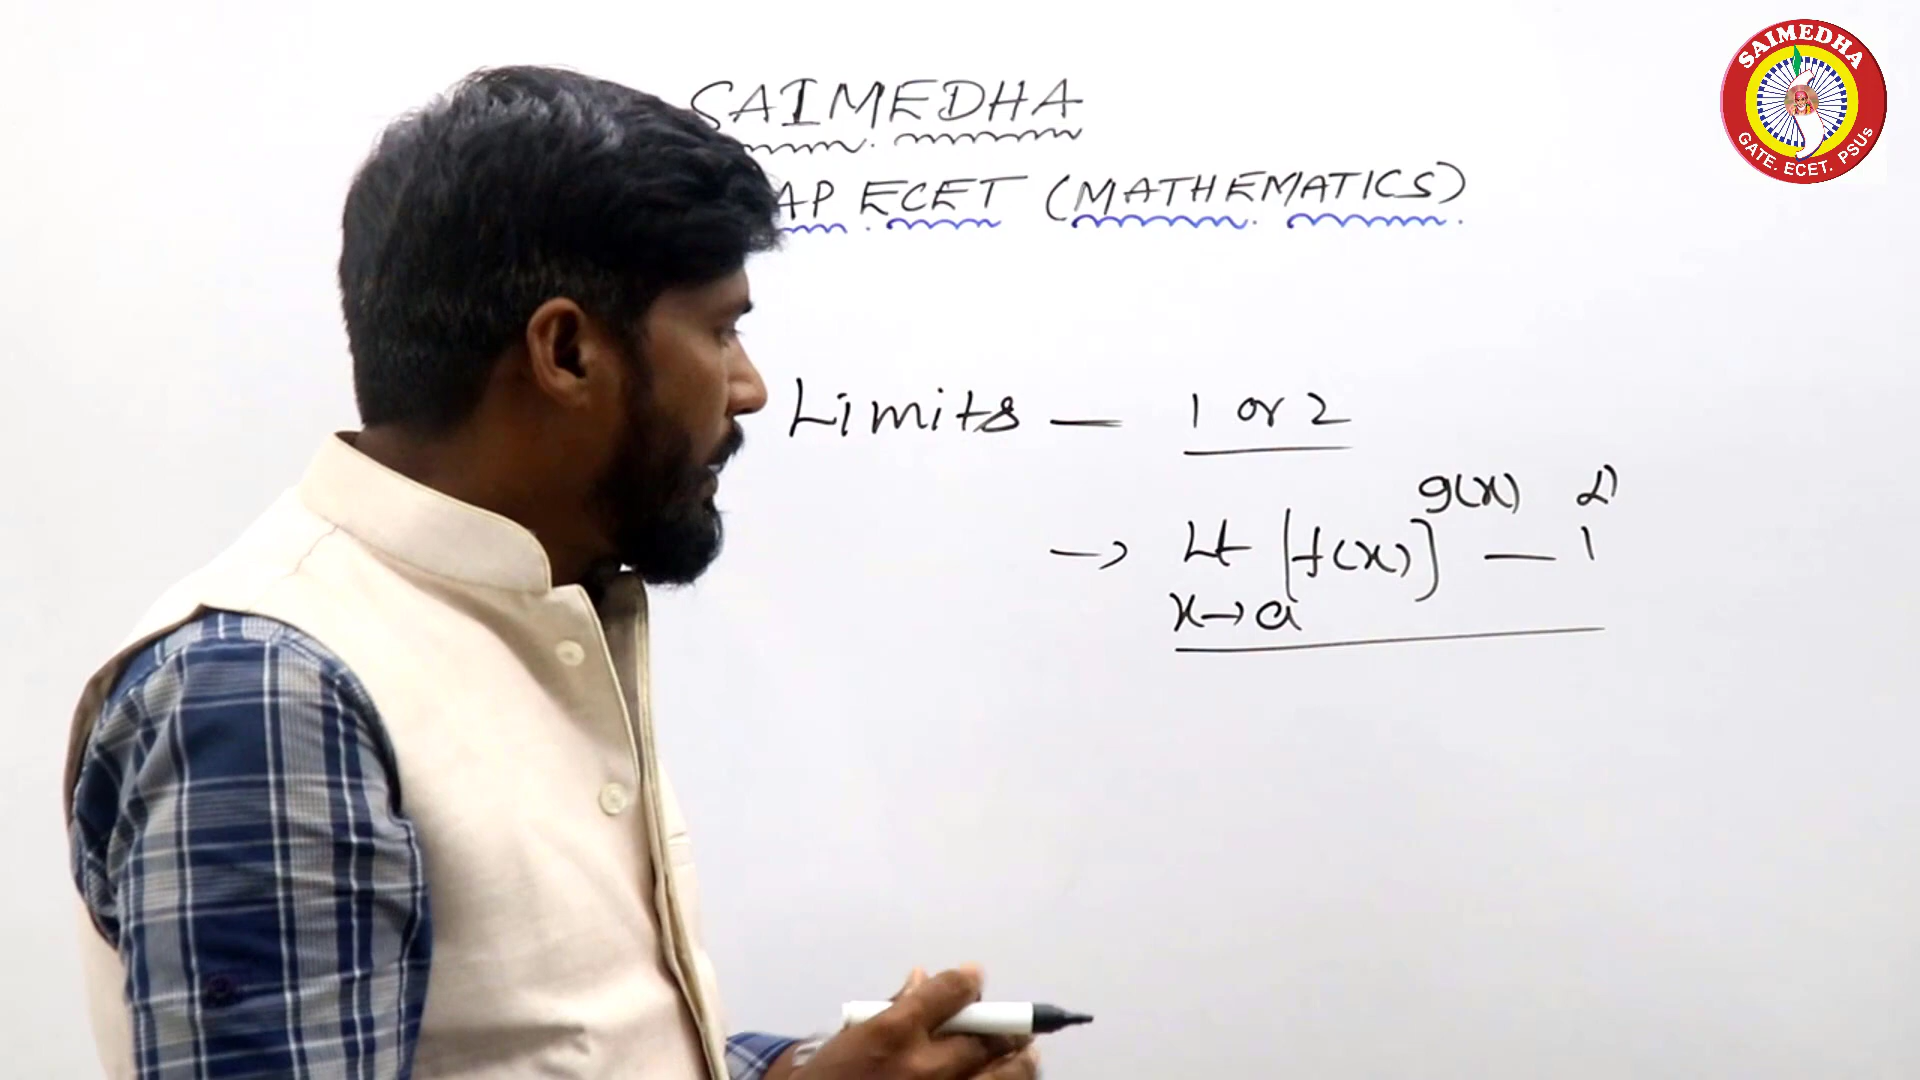 SAIMEDHA
AP ECET (MATHEMATICS)
Limits — 1 or 2
→ Lt [f(x)]^g(x) — 1
x→a
SAIMEDHA
GATE. ECET. PSUs